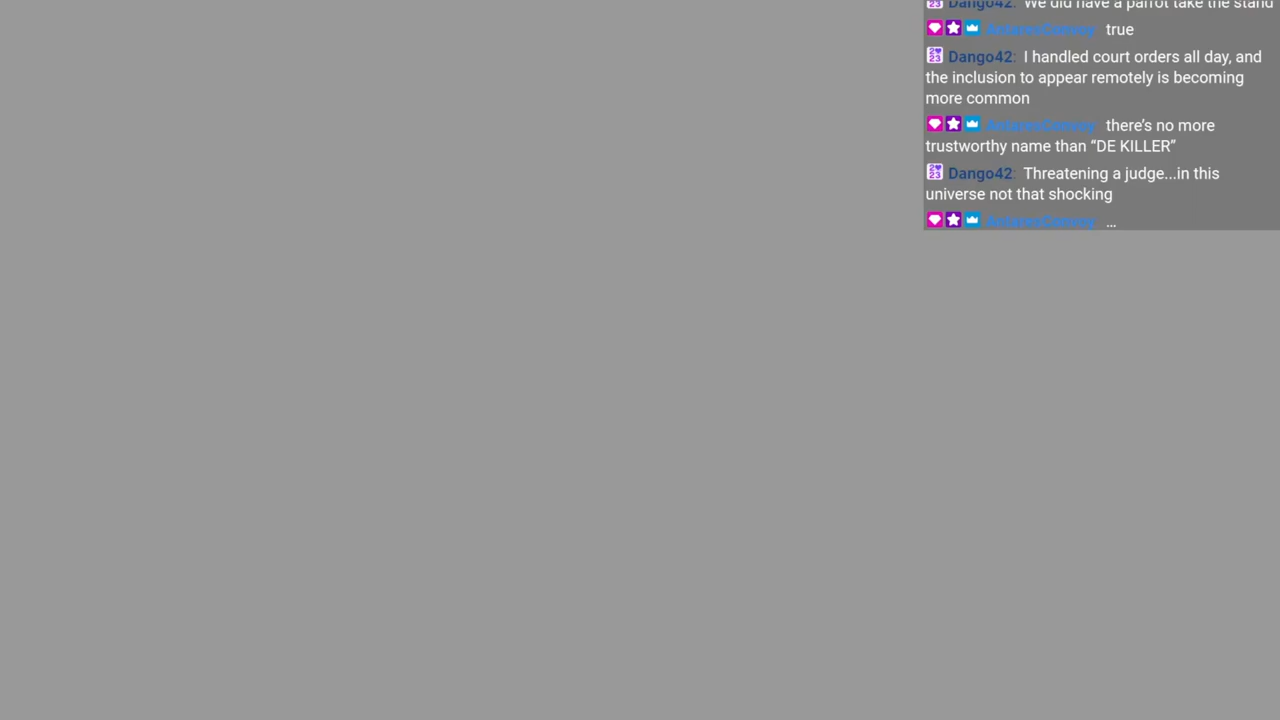 Dango42: We did have a parrot take the stand
true
Dango42: I handled court orders all day, and
the inclusion to appear remotely is becoming
more common
there’s no more
trustworthy name than “DE KILLER”
Dango42: Threatening a judge...in this
universe not that shocking
...